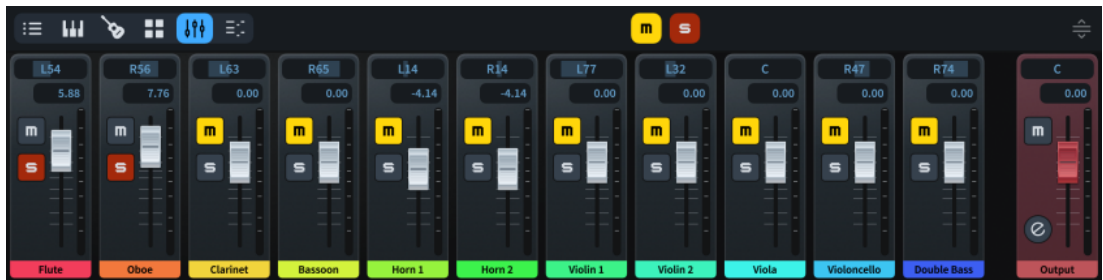 m s
L54 R56 L63 R65 L14 R14 L77 L32 C R47 R74 C
5.88 7.76 0.00 0.00 -4.14 -4.14 0.00 0.00 0.00 0.00 0.00 0.00
m m m m m m m m m m m m
s s s s s s s s s s s
e
Flute Oboe Clarinet Bassoon Horn 1 Horn 2 Violin 1 Violin 2 Viola Violoncello Double Bass Output